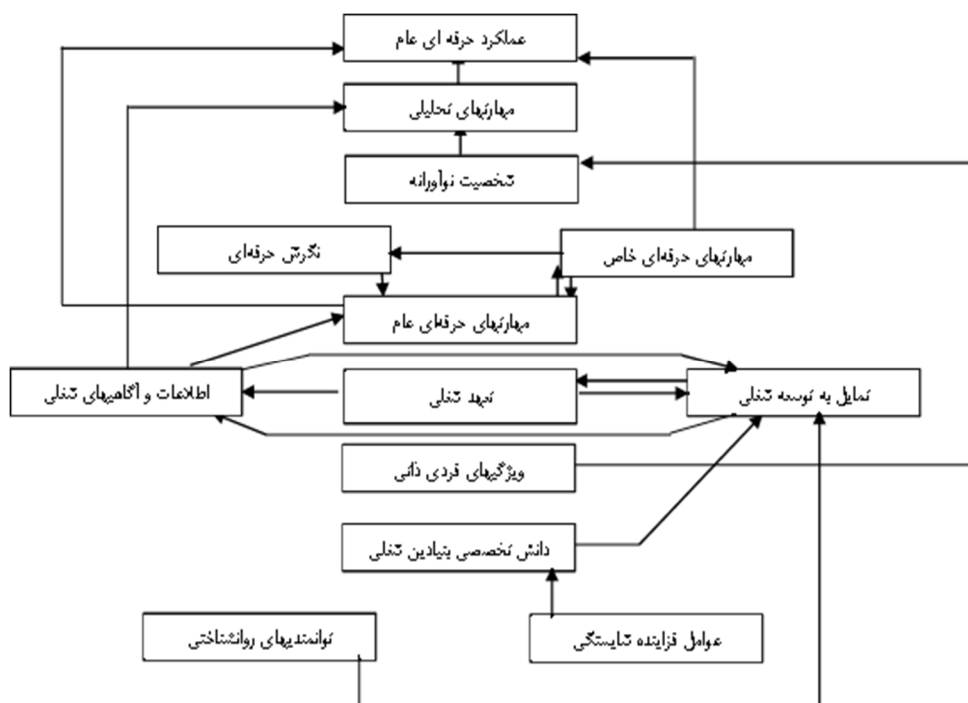 عملکرد حرفه ای عام
مهارتهای تحلیلی
شخصیت نوآورانه
مهارتهای حرفه‌ای خاص
نگرش حرفه‌ای
مهارتهای حرفه‌ای عام
تمایل به توسعه شغلی
تعهد شغلی
اطلاعات و آگاهیهای شغلی
ویژگیهای فردی ذاتی
دانش تخصصی بنیادین شغلی
عوامل فزاینده شایستگی
توانمندیهای روانشناختی